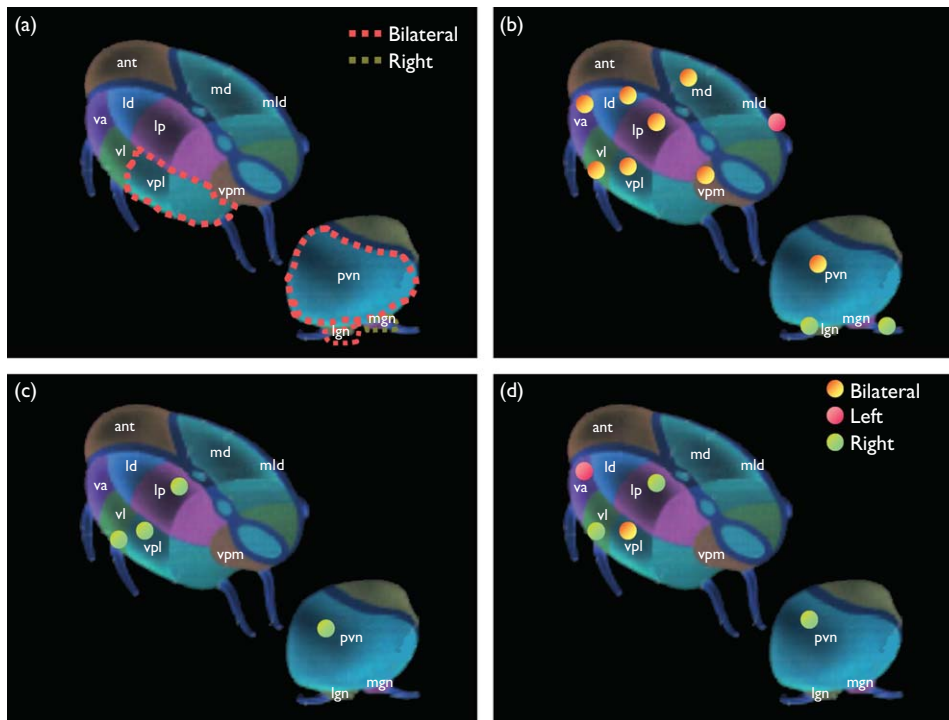 (a)
Bilateral
Right
ant
md
ld
mld
va
lp
vl
vpl
vpm
pvn
mgn
lgn
(b)
ant
md
ld
mld
va
lp
vl
vpl
vpm
pvn
mgn
lgn
(c)
ant
md
ld
mld
va
lp
vl
vpl
vpm
pvn
mgn
lgn
(d)
Bilateral
Left
Right
ant
md
ld
mld
va
lp
vl
vpl
vpm
pvn
mgn
lgn